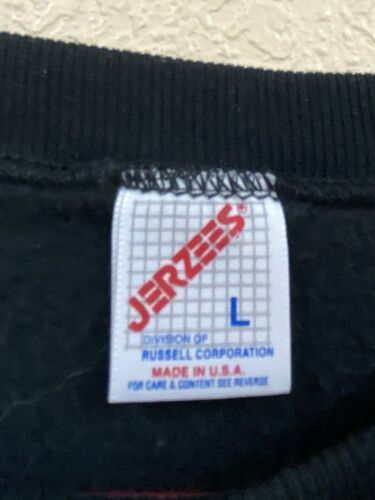 JERZEES®
L
DIVISION OF
RUSSELL CORPORATION
MADE IN U.S.A.
FOR CARE & CONTENT SEE REVERSE